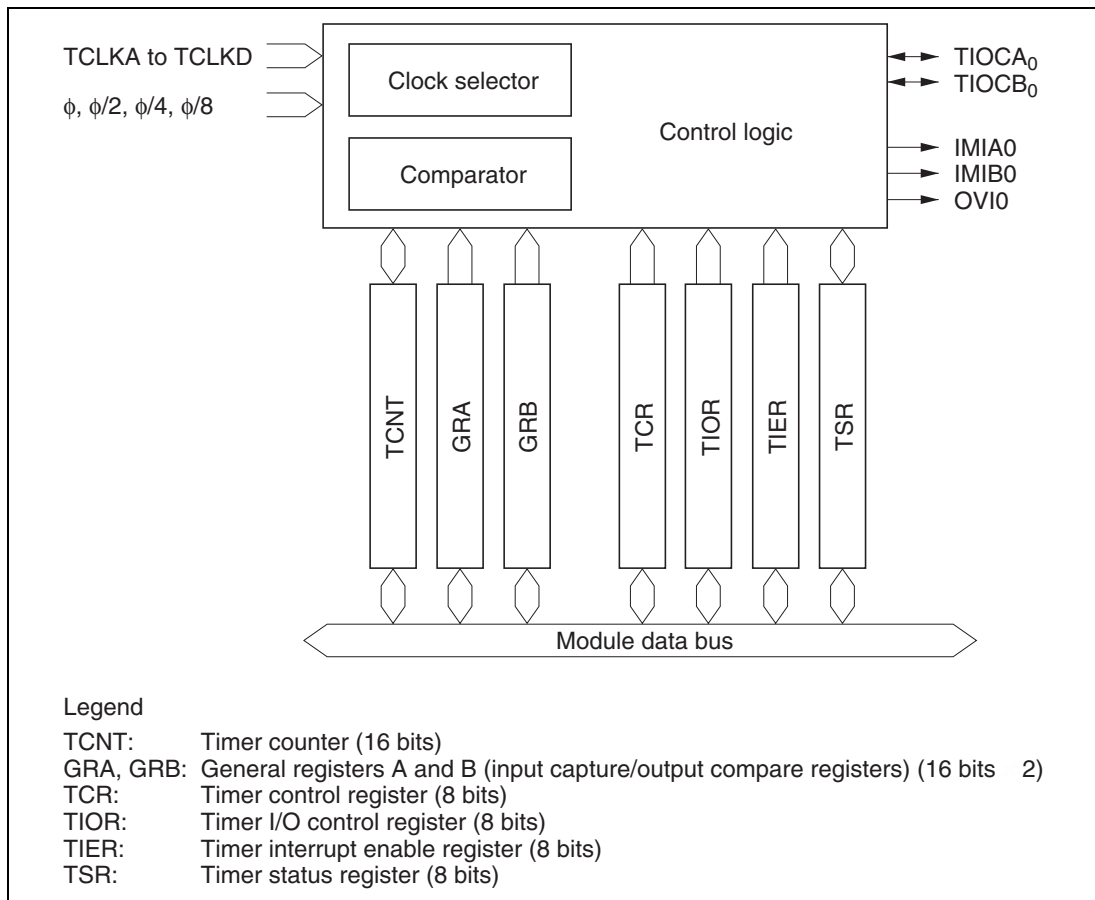 TCLKA to TCLKD
ϕ, ϕ/2, ϕ/4, ϕ/8
Clock selector
Comparator
Control logic
TIOCA₀
TIOCB₀
IMIA0
IMIB0
OVI0
TCNT
GRA
GRB
TCR
TIOR
TIER
TSR
Module data bus
Legend
TCNT: Timer counter (16 bits)
GRA, GRB: General registers A and B (input capture/output compare registers) (16 bits 2)
TCR: Timer control register (8 bits)
TIOR: Timer I/O control register (8 bits)
TIER: Timer interrupt enable register (8 bits)
TSR: Timer status register (8 bits)